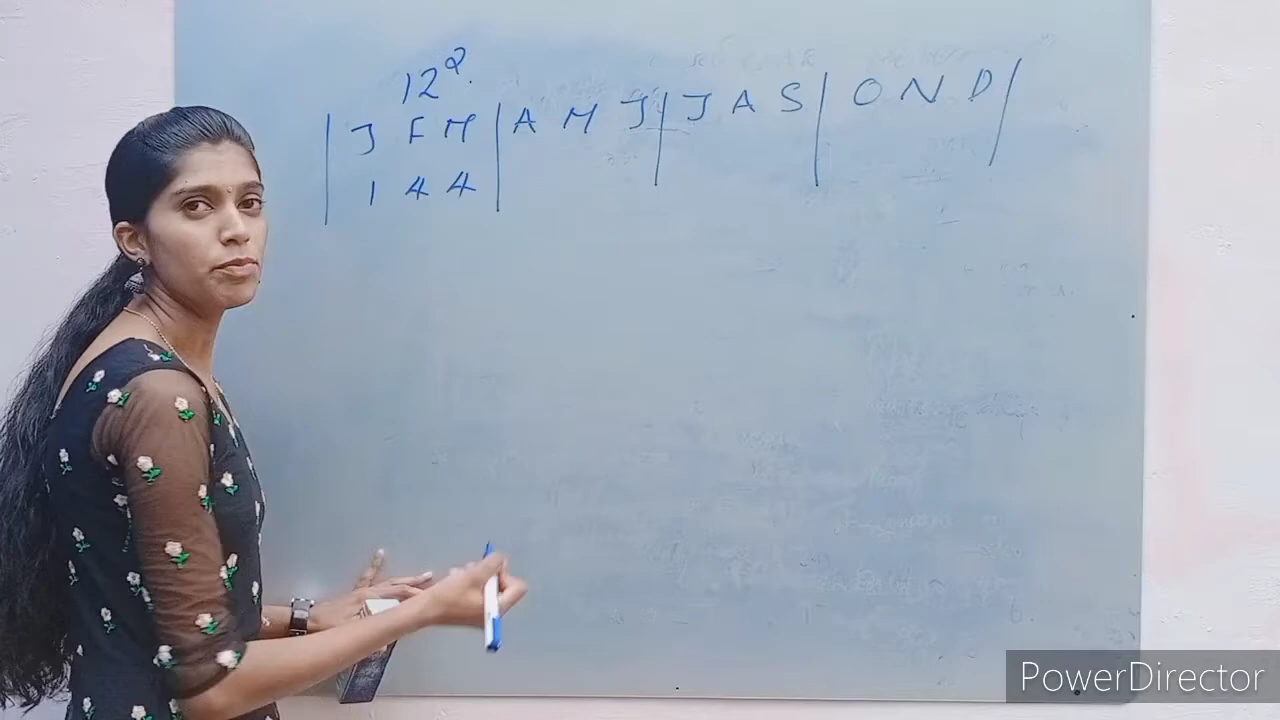 12².
| J F M | A M J | J A S | O N D |
| 1 4 4 |
PowerDirector